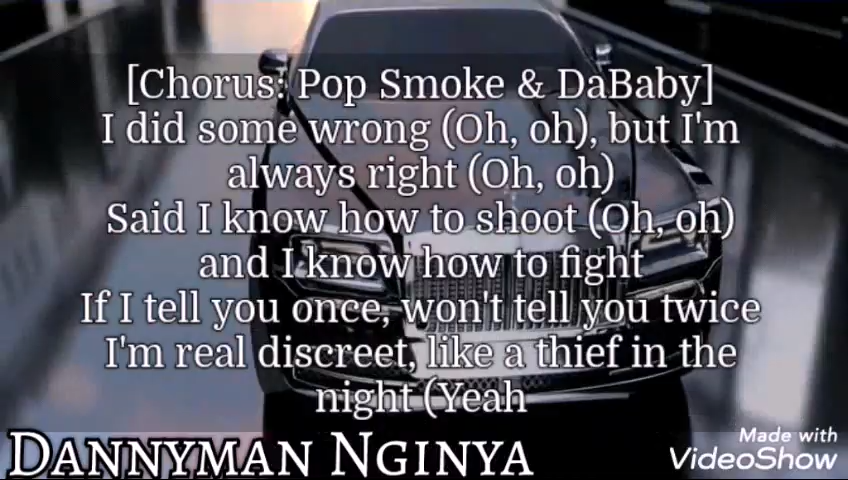 [Chorus: Pop Smoke & DaBaby]
I did some wrong (Oh, oh), but I'm
always right (Oh, oh)
Said I know how to shoot (Oh, oh)
and I know how to fight
If I tell you once, won't tell you twice
I'm real discreet, like a thief in the
night (Yeah
DANNYMAN NGINYA
Made with
VideoShow